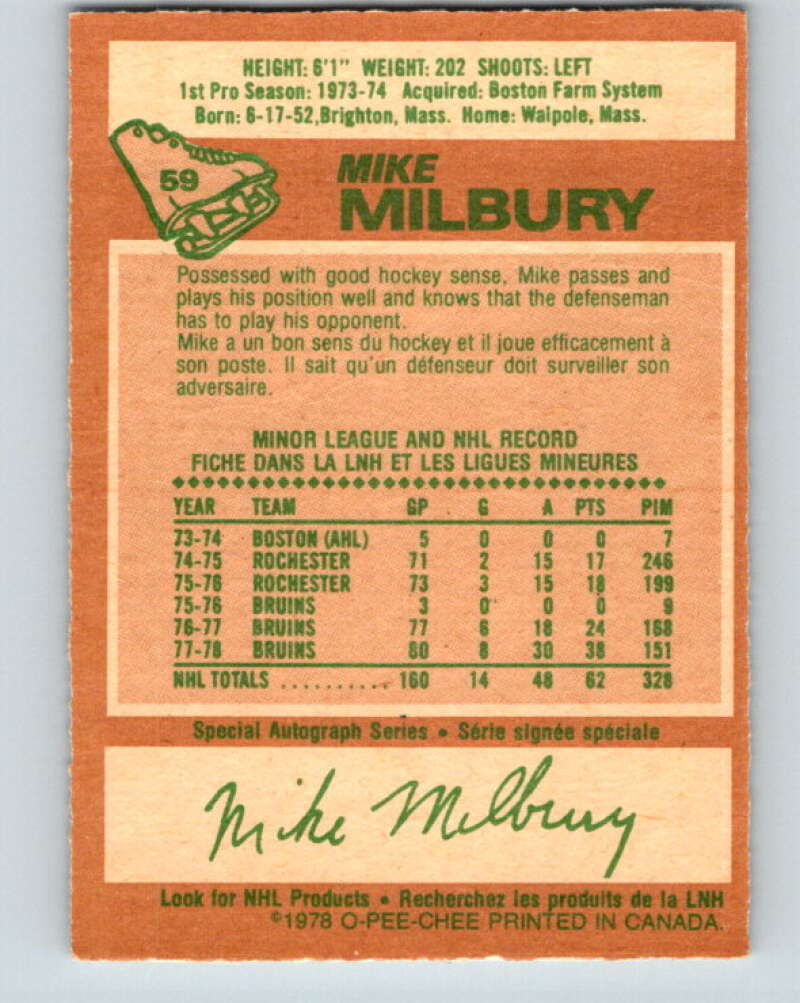 HEIGHT: 6'1" WEIGHT: 202 SHOOTS: LEFT
1st Pro Season: 1973-74 Acquired: Boston Farm System
Born: 6-17-52,Brighton, Mass. Home: Walpole, Mass.
59
MIKE
MILBURY
Possessed with good hockey sense, Mike passes and
plays his position well and knows that the defenseman
has to play his opponent.
Mike a un bon sens du hockey et il joue efficacement à
son poste. Il sait qu'un défenseur doit surveiller son
adversaire.
MINOR LEAGUE AND NHL RECORD
FICHE DANS LA LNH ET LES LIGUES MINEURES
YEAR TEAM GP G A PTS PIM
73-74 BOSTON (AHL) 5 0 0 0 7
74-75 ROCHESTER 71 2 15 17 246
75-76 ROCHESTER 73 3 15 18 199
75-76 BRUINS 3 0 0 0 9
76-77 BRUINS 77 6 18 24 168
77-78 BRUINS 80 8 30 38 151
NHL TOTALS .......... 160 14 48 62 328
Special Autograph Series • Série signée spéciale
Mike Milbury
Look for NHL Products • Recherchez les produits de la LNH
©1978 O-PEE-CHEE PRINTED IN CANADA.